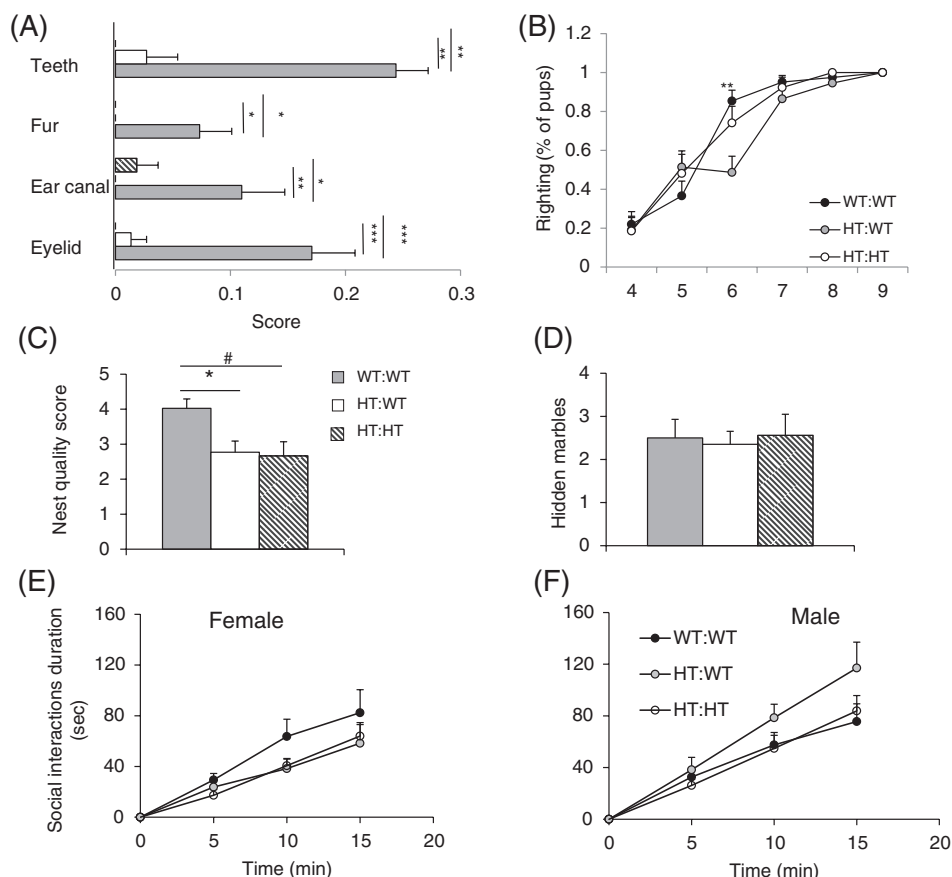 (A)
Teeth
Fur
Ear canal
Eyelid
** **
* *
** *
*** ***
0 0.1 0.2 0.3
Score
(B)
Righting (% of pups)
1.2
1
0.8
0.6
0.4
0.2
0
**
WT:WT
HT:WT
HT:HT
4 5 6 7 8 9
(C)
Nest quality score
5
4
3
2
1
0
#
*
WT:WT
HT:WT
HT:HT
(D)
Hidden marbles
4
3
2
1
0
(E)
Female
Social interactions duration
(sec)
160
120
80
40
0
0 5 10 15 20
Time (min)
(F)
Male
160
120
80
40
0
WT:WT
HT:WT
HT:HT
0 5 10 15 20
Time (min)